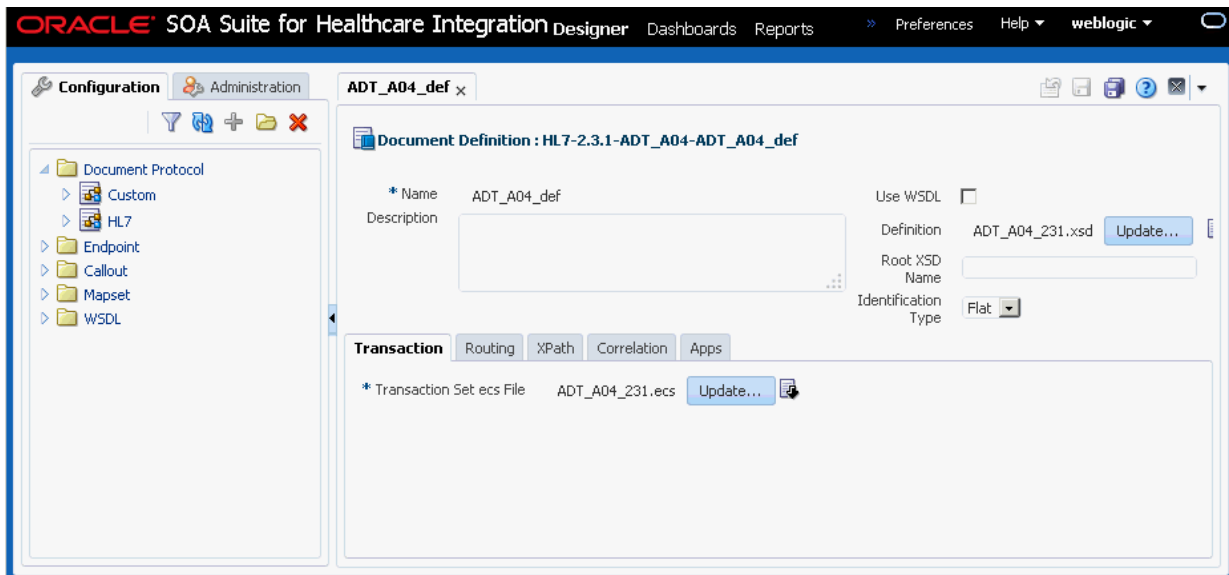 ORACLE® SOA Suite for Healthcare Integration Designer Dashboards Reports » Preferences Help weblogic
Configuration Administration
Document Protocol
Custom
HL7
Endpoint
Callout
Mapset
WSDL
ADT_A04_def
Document Definition : HL7-2.3.1-ADT_A04-ADT_A04_def
* Name ADT_A04_def
Description
Use WSDL
Definition ADT_A04_231.xsd Update...
Root XSD
Name
Identification
Type Flat
Transaction Routing XPath Correlation Apps
* Transaction Set ecs File ADT_A04_231.ecs Update...